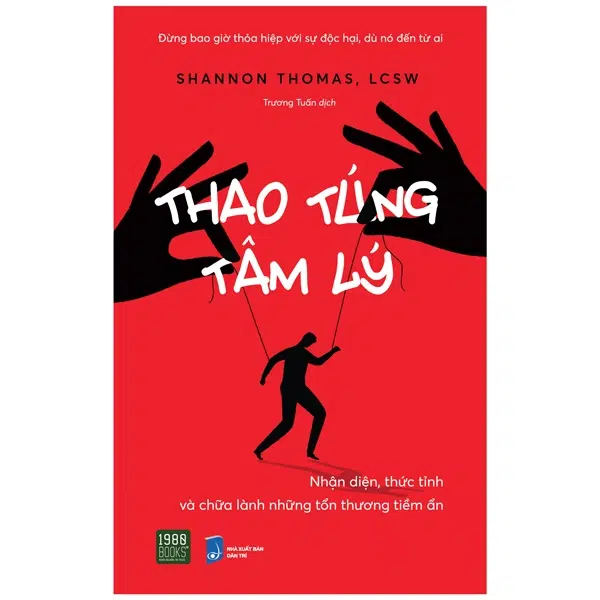 Đừng bao giờ thỏa hiệp với sự độc hại, dù nó đến từ ai
SHANNON THOMAS, LCSW
Trương Tuấn dịch
THAO TÚNG
TÂM LÝ
Nhận diện, thức tỉnh
và chữa lành những tổn thương tiềm ẩn
1980
BOOKS
NHÀ XUẤT BẢN
DÂN TRÍ